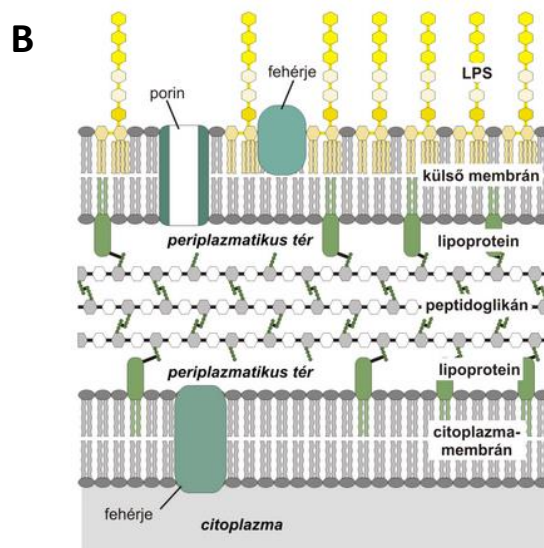 B
fehérje
porin
LPS
külső membrán
periplazmatikus tér
lipoprotein
peptidoglikán
lipoprotein
periplazmatikus tér
citoplazma-
membrán
fehérje
citoplazma